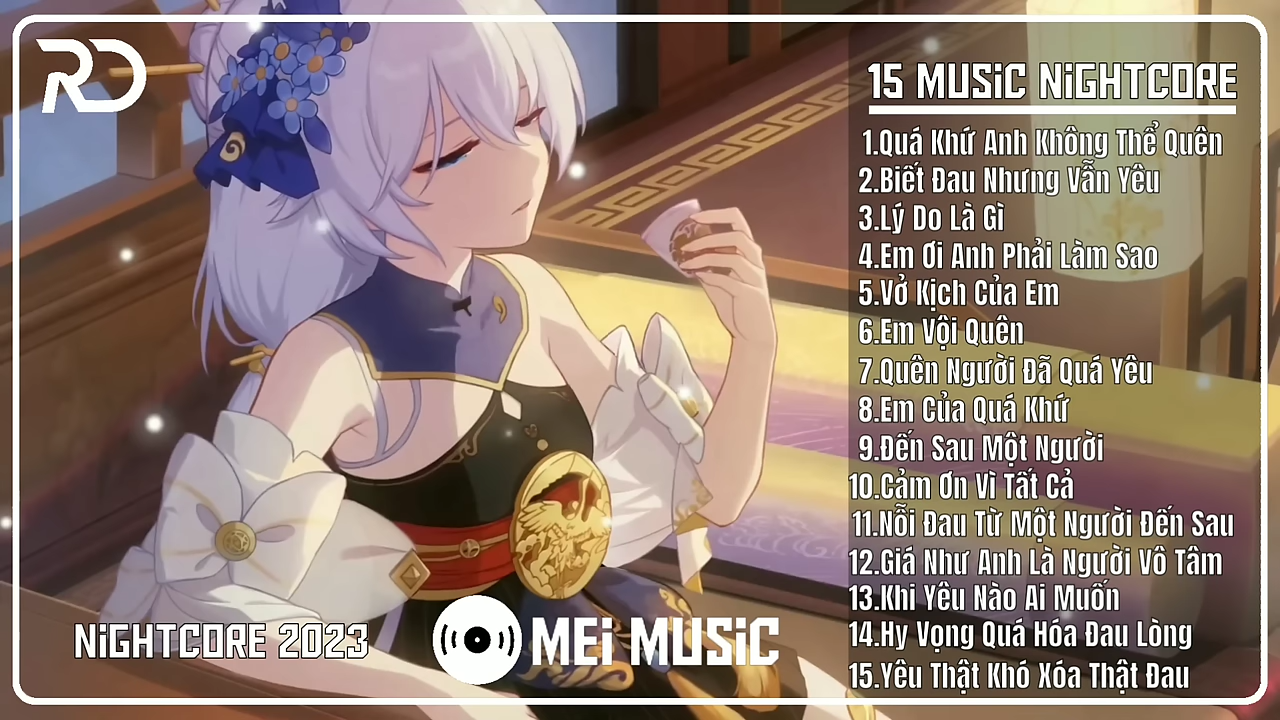 RD
15 MUSiC NiGHTCORE
1.Quá Khứ Anh Không Thể Quên
2.Biết Đau Nhưng Vẫn Yêu
3.Lý Do Là Gì
4.Em Ơi Anh Phải Làm Sao
5.Vở Kịch Của Em
6.Em Vội Quên
7.Quên Người Đã Quá Yêu
8.Em Của Quá Khứ
9.Đến Sau Một Người
10.Cảm Ơn Vì Tất Cả
11.Nỗi Đau Từ Một Người Đến Sau
12.Giá Như Anh Là Người Vô Tâm
13.Khi Yêu Nào Ai Muốn
14.Hy Vọng Quá Hóa Đau Lòng
15.Yêu Thật Khó Xóa Thật Đau
NiGHTCORE 2023
MEi MUSiC